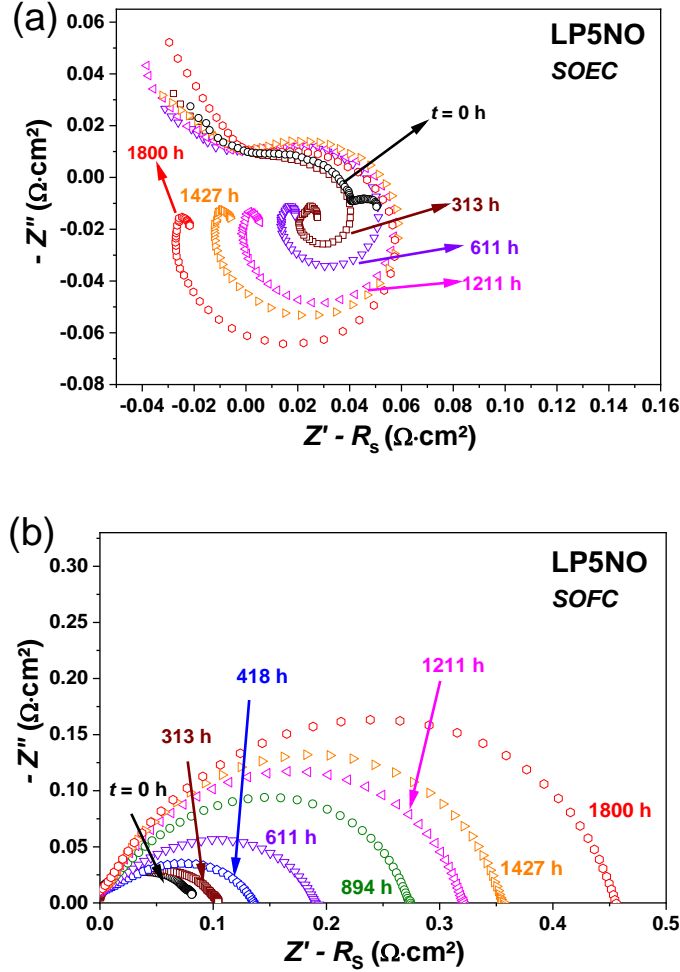 (a)
LP5NO
SOEC
t = 0 h
1800 h
1427 h
313 h
611 h
1211 h
0.06
0.04
0.02
0.00
-0.02
-0.04
-0.06
-0.08
- Z'' (Ω·cm²)
-0.04 -0.02 0.00 0.02 0.04 0.06 0.08 0.10 0.12 0.14 0.16
Z' - Rs (Ω·cm²)
(b)
LP5NO
SOFC
418 h
1211 h
313 h
t = 0 h
611 h
894 h
1427 h
1800 h
0.30
0.25
0.20
0.15
0.10
0.05
0.00
- Z'' (Ω·cm²)
0.0 0.1 0.2 0.3 0.4 0.5
Z' - RS (Ω·cm²)